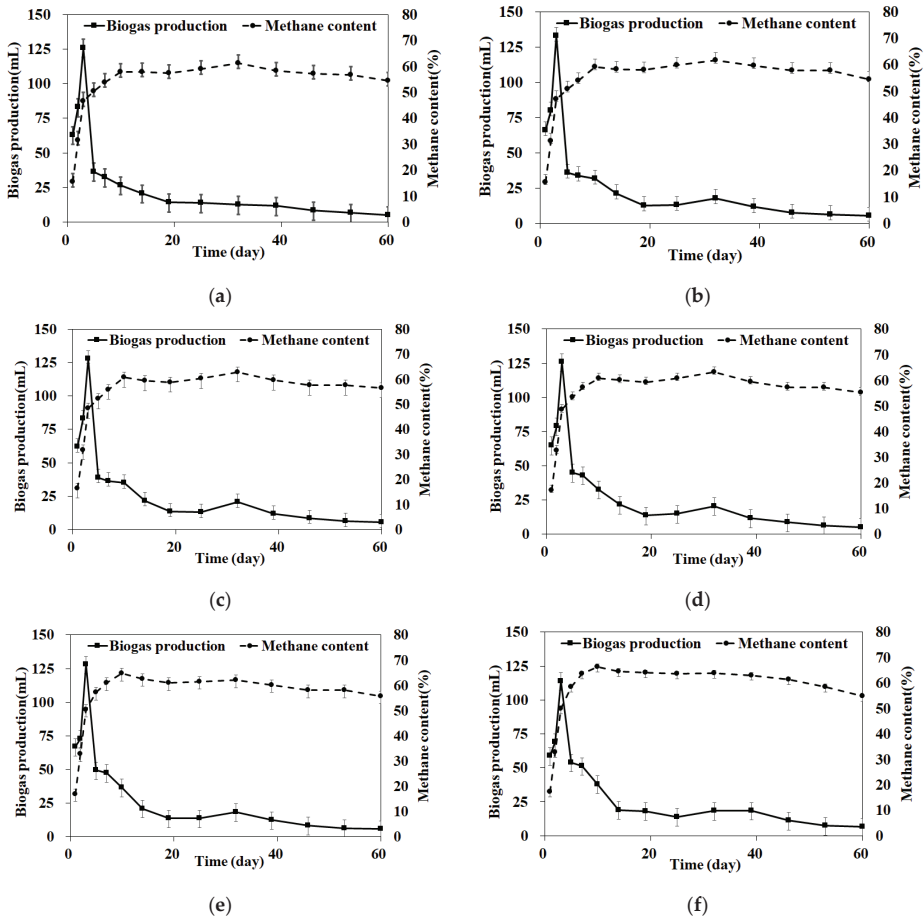 Biogas production Methane content
Biogas production(mL)
150
125
100
75
50
25
0
80
70
60
50
40
30
20
10
0
Methane content(%)
0 20 40 60
Time (day)
(a)
Biogas production Methane content
Biogas production(mL)
150
125
100
75
50
25
0
80
70
60
50
40
30
20
10
0
Methane content(%)
0 20 40 60
Time (day)
(b)
Biogas production Methane content
Biogas production(mL)
150
125
100
75
50
25
0
80
70
60
50
40
30
20
10
0
Methane content(%)
0 20 40 60
Time (day)
(c)
Biogas production Methane content
Biogas production(mL)
150
125
100
75
50
25
0
80
70
60
50
40
30
20
10
0
Methane content(%)
0 20 40 60
Time (day)
(d)
Biogas production Methane content
Biogas production(mL)
150
125
100
75
50
25
0
80
70
60
50
40
30
20
10
0
Methane content(%)
0 20 40 60
Time (day)
(e)
Biogas production Methane content
Biogas production(mL)
150
125
100
75
50
25
0
80
70
60
50
40
30
20
10
0
Methane content(%)
0 20 40 60
Time (day)
(f)